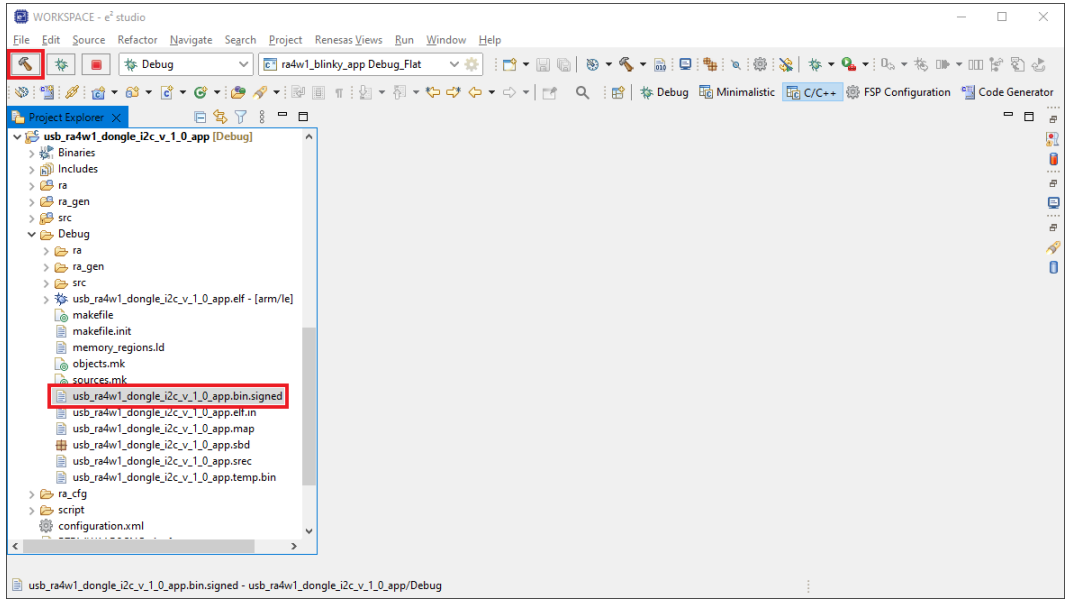 WORKSPACE - e² studio
File Edit Source Refactor Navigate Search Project Renesas Views Run Window Help
Debug ra4w1_blinky_app Debug_Flat
Debug Minimalistic C/C++ FSP Configuration Code Generator
Project Explorer
usb_ra4w1_dongle_i2c_v_1_0_app [Debug]
Binaries
Includes
ra
ra_gen
src
Debug
ra
ra_gen
src
usb_ra4w1_dongle_i2c_v_1_0_app.elf - [arm/le]
makefile
makefile.init
memory_regions.ld
objects.mk
sources.mk
usb_ra4w1_dongle_i2c_v_1_0_app.bin.signed
usb_ra4w1_dongle_i2c_v_1_0_app.elf.in
usb_ra4w1_dongle_i2c_v_1_0_app.map
usb_ra4w1_dongle_i2c_v_1_0_app.sbd
usb_ra4w1_dongle_i2c_v_1_0_app.srec
usb_ra4w1_dongle_i2c_v_1_0_app.temp.bin
ra_cfg
script
configuration.xml
usb_ra4w1_dongle_i2c_v_1_0_app.bin.signed - usb_ra4w1_dongle_i2c_v_1_0_app/Debug